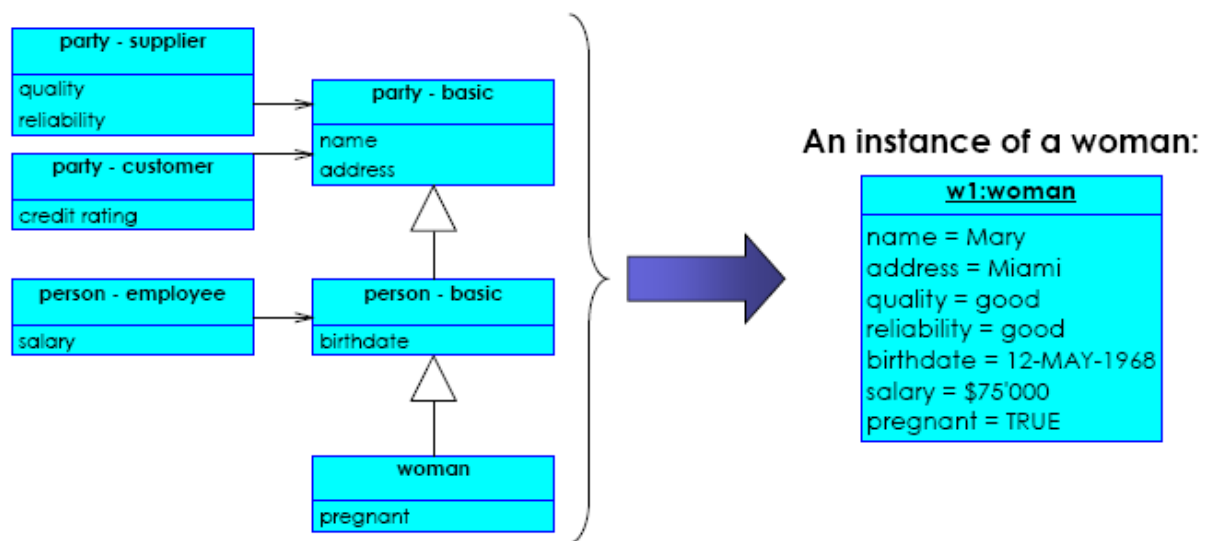 party - supplier
quality
reliability
party - customer
credit rating
party - basic
name
address
person - employee
salary
person - basic
birthdate
woman
pregnant
An instance of a woman:
w1:woman
name = Mary
address = Miami
quality = good
reliability = good
birthdate = 12-MAY-1968
salary = $75'000
pregnant = TRUE